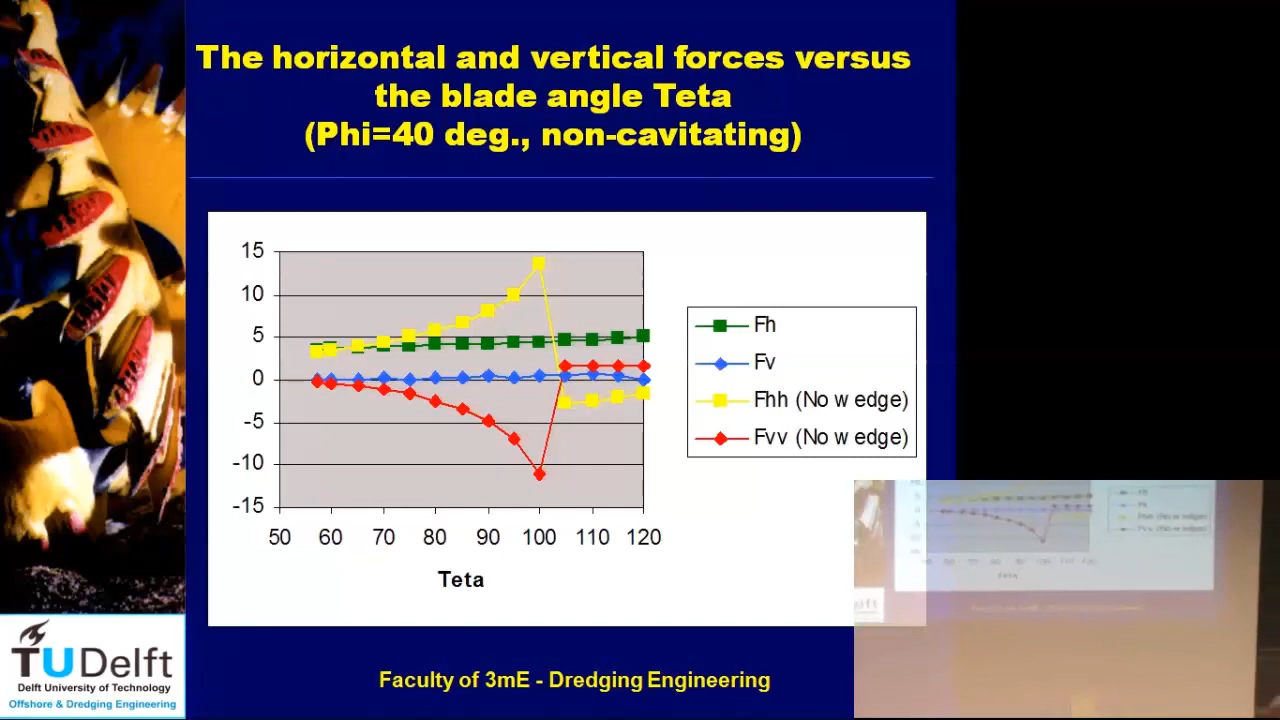 The horizontal and vertical forces versus
the blade angle Teta
(Phi=40 deg., non-cavitating)
15
10
5
0
-5
-10
-15
50 60 70 80 90 100 110 120
Teta
Fh
Fv
Fhh (No w edge)
Fvv (No w edge)
TUDelft
Delft University of Technology
Offshore & Dredging Engineering
Faculty of 3mE - Dredging Engineering